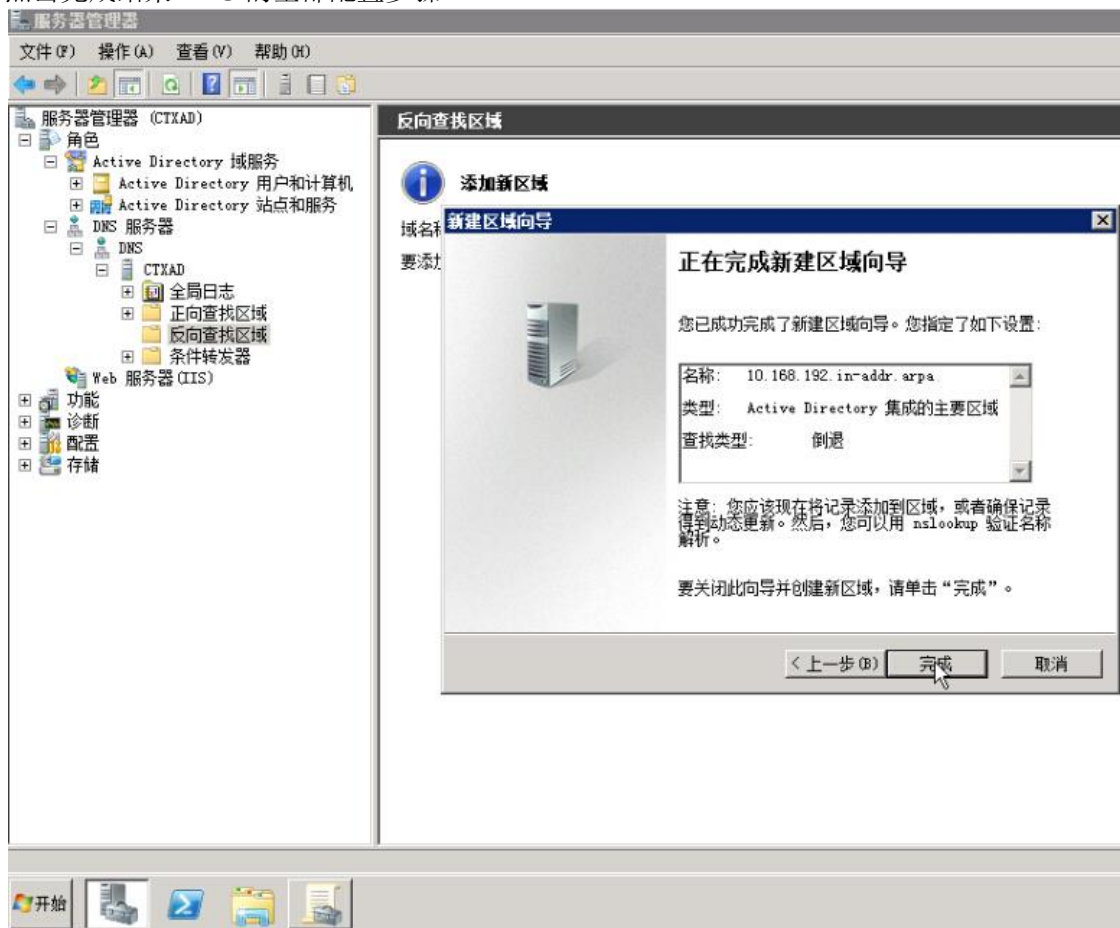 服务器管理器
文件(F) 操作(A) 查看(V) 帮助(H)
服务器管理器 (CTXAD)
角色
Active Directory 域服务
Active Directory 用户和计算机
Active Directory 站点和服务
DNS 服务器
DNS
CTXAD
全局日志
正向查找区域
反向查找区域
条件转发器
Web 服务器(IIS)
功能
诊断
配置
存储
反向查找区域
添加新区域
域名
要添
新建区域向导
正在完成新建区域向导
您已成功完成了新建区域向导。您指定了如下设置:
名称: 10.168.192.in-addr.arpa
类型: Active Directory 集成的主要区域
查找类型: 倒退
注意: 您应该现在将记录添加到区域，或者确保记录
得到动态更新。然后，您可以用 nslookup 验证名称
解析。
要关闭此向导并创建新区域，请单击“完成”。
<上一步(B) 完成 取消
开始